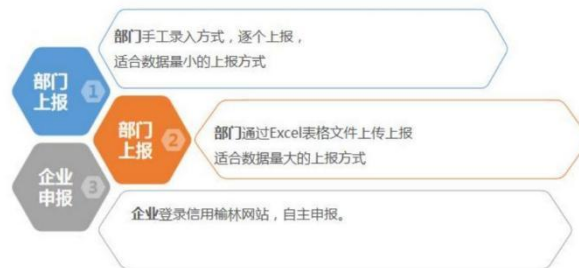 部门手工录入方式，逐个上报，
适合数据量小的上报方式
部门
上报
1
部门
上报
2
部门通过Excel表格文件上传上报
适合数据量大的上报方式
企业
申报
3
企业登录信用榆林网站，自主申报。